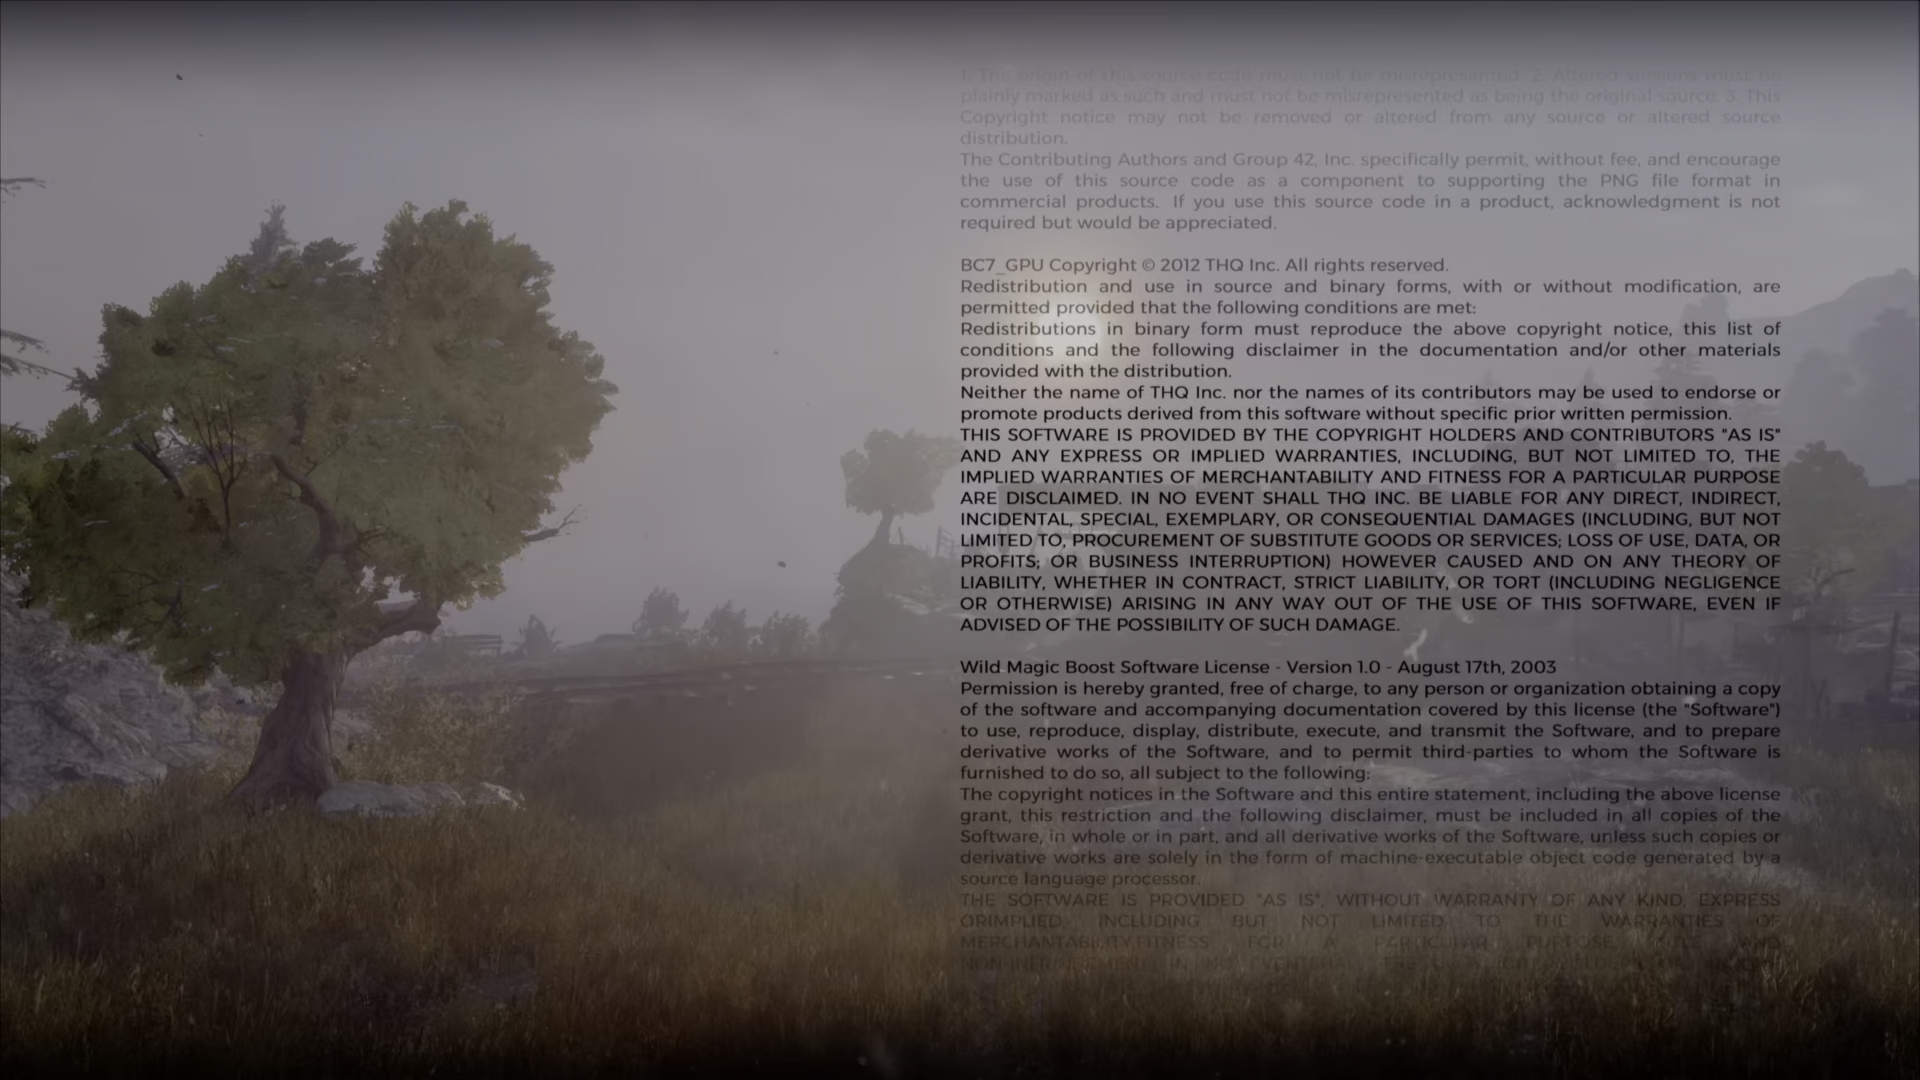 1. The origin of this source code must not be misrepresented. 2. Altered versions must be
plainly marked as such and must not be misrepresented as being the original source. 3. This
Copyright notice may not be removed or altered from any source or altered source
distribution.
The Contributing Authors and Group 42, Inc. specifically permit, without fee, and encourage
the use of this source code as a component to supporting the PNG file format in
commercial products. If you use this source code in a product, acknowledgment is not
required but would be appreciated.
BC7_GPU Copyright © 2012 THQ Inc. All rights reserved.
Redistribution and use in source and binary forms, with or without modification, are
permitted provided that the following conditions are met:
Redistributions in binary form must reproduce the above copyright notice, this list of
conditions and the following disclaimer in the documentation and/or other materials
provided with the distribution.
Neither the name of THQ Inc. nor the names of its contributors may be used to endorse or
promote products derived from this software without specific prior written permission.
THIS SOFTWARE IS PROVIDED BY THE COPYRIGHT HOLDERS AND CONTRIBUTORS "AS IS"
AND ANY EXPRESS OR IMPLIED WARRANTIES, INCLUDING, BUT NOT LIMITED TO, THE
IMPLIED WARRANTIES OF MERCHANTABILITY AND FITNESS FOR A PARTICULAR PURPOSE
ARE DISCLAIMED. IN NO EVENT SHALL THQ INC. BE LIABLE FOR ANY DIRECT, INDIRECT,
INCIDENTAL, SPECIAL, EXEMPLARY, OR CONSEQUENTIAL DAMAGES (INCLUDING, BUT NOT
LIMITED TO, PROCUREMENT OF SUBSTITUTE GOODS OR SERVICES; LOSS OF USE, DATA, OR
PROFITS; OR BUSINESS INTERRUPTION) HOWEVER CAUSED AND ON ANY THEORY OF
LIABILITY, WHETHER IN CONTRACT, STRICT LIABILITY, OR TORT (INCLUDING NEGLIGENCE
OR OTHERWISE) ARISING IN ANY WAY OUT OF THE USE OF THIS SOFTWARE, EVEN IF
ADVISED OF THE POSSIBILITY OF SUCH DAMAGE.
Wild Magic Boost Software License - Version 1.0 - August 17th, 2003
Permission is hereby granted, free of charge, to any person or organization obtaining a copy
of the software and accompanying documentation covered by this license (the "Software")
to use, reproduce, display, distribute, execute, and transmit the Software, and to prepare
derivative works of the Software, and to permit third-parties to whom the Software is
furnished to do so, all subject to the following:
The copyright notices in the Software and this entire statement, including the above license
grant, this restriction and the following disclaimer, must be included in all copies of the
Software, in whole or in part, and all derivative works of the Software, unless such copies or
derivative works are solely in the form of machine-executable object code generated by a
source language processor.
THE SOFTWARE IS PROVIDED "AS IS", WITHOUT WARRANTY OF ANY KIND, EXPRESS
ORIMPLIED, INCLUDING BUT NOT LIMITED TO THE WARRANTIES OF
MERCHANTABILITY,FITNESS FOR A PARTICULAR PURPOSE, TITLE AND